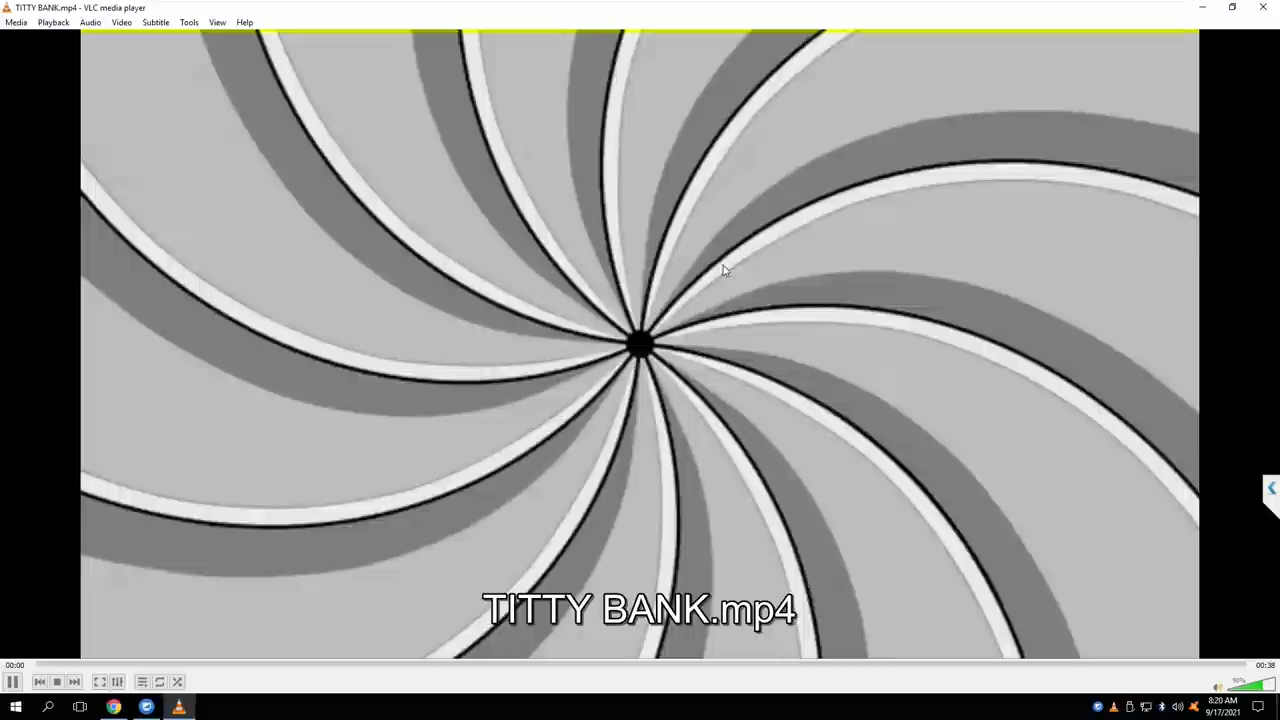 TITTY BANK.mp4 - VLC media player
Media Playback Audio Video Subtitle Tools View Help
TITTY BANK.mp4
00:00 00:38
90%
8:20 AM
9/17/2021